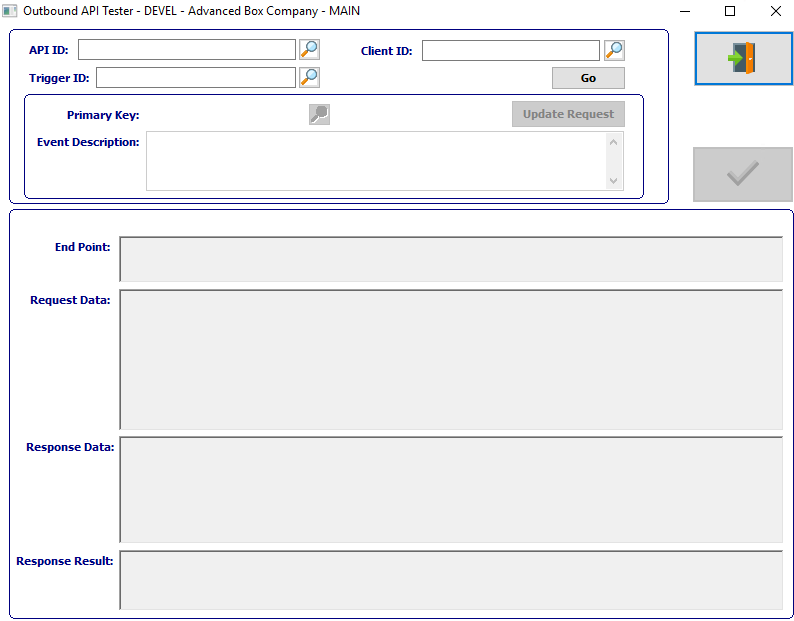 Outbound API Tester - DEVEL - Advanced Box Company - MAIN
API ID:
Client ID:
Trigger ID:
Go
Primary Key:
Update Request
Event Description:
End Point:
Request Data:
Response Data:
Response Result: